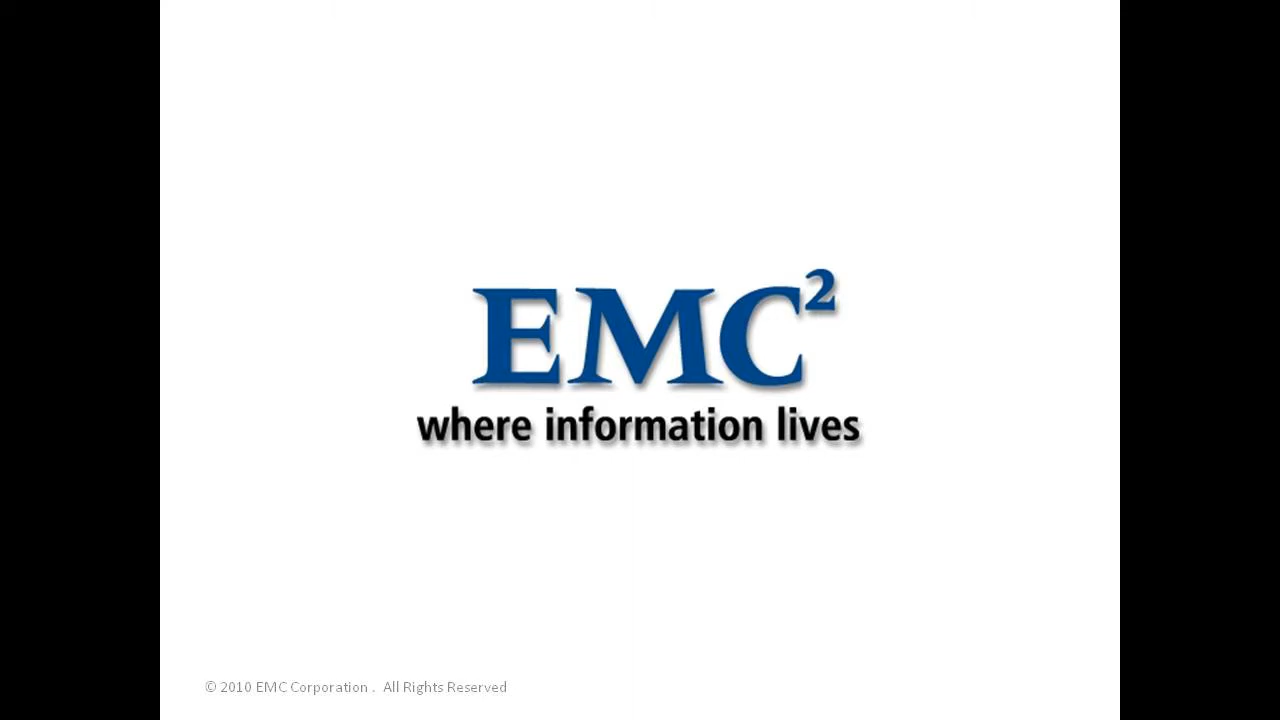 EMC²
where information lives
© 2010 EMC Corporation . All Rights Reserved